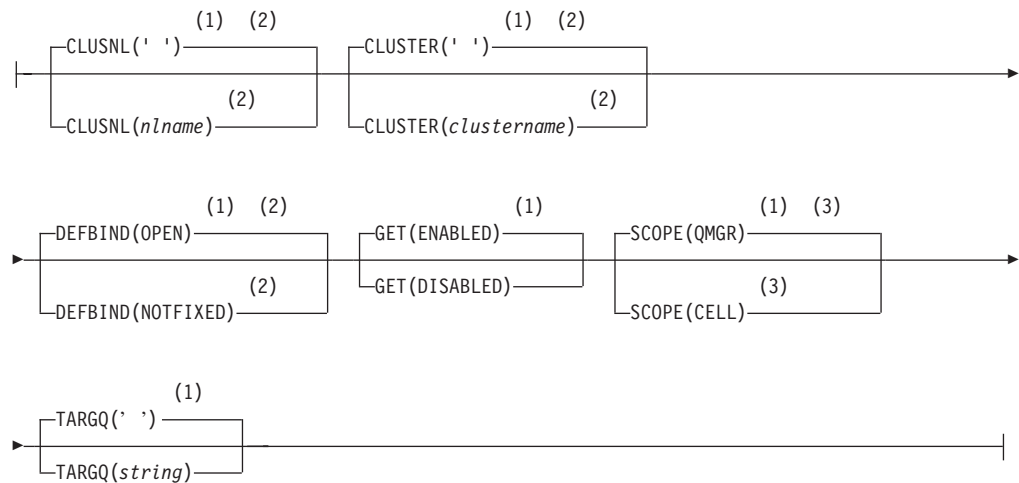 (1) (2) (1) (2)
CLUSNL(' ') CLUSTER(' ')
(2) (2)
CLUSNL(nlname) CLUSTER(clustername)
(1) (2) (1) (1) (3)
DEFBIND(OPEN) GET(ENABLED) SCOPE(QMGR)
(2) GET(DISABLED) (3)
DEFBIND(NOTFIXED) SCOPE(CELL)
(1)
TARGQ(’ ’)
TARGQ(string)